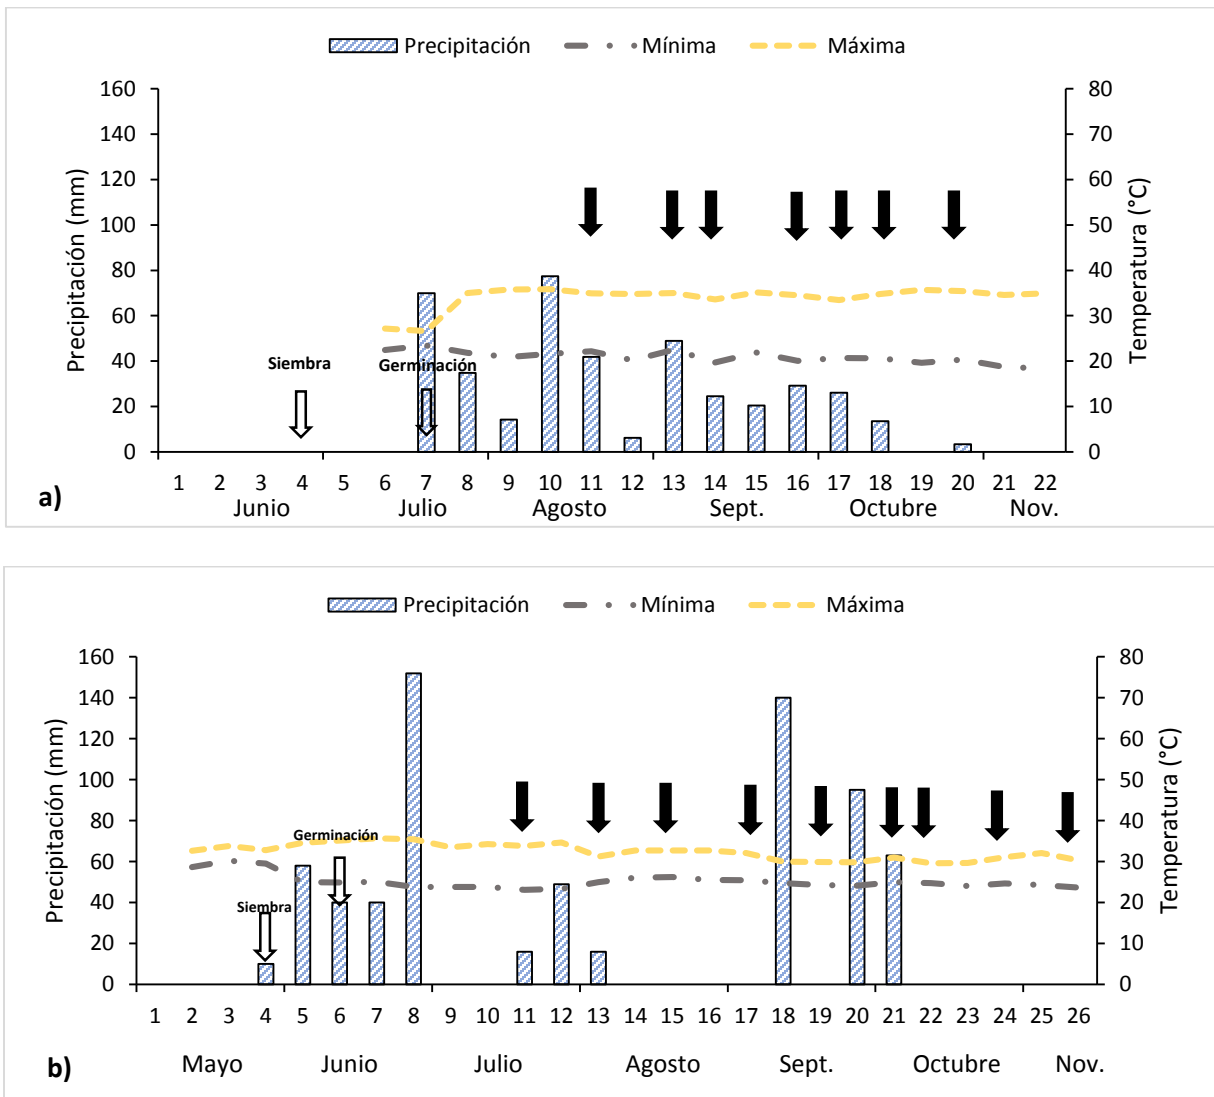 Precipitación Mínima Máxima
160 80
140 70
120 60
100 50
80 40
60 30
40 20
20 10
0 0
Precipitación (mm)
Temperatura (°C)
Siembra
Germinación
1 2 3 4 5 6 7 8 9 10 11 12 13 14 15 16 17 18 19 20 21 22
a) Junio Julio Agosto Sept. Octubre Nov.
Precipitación Mínima Máxima
160 80
140 70
120 60
100 50
80 40
60 30
40 20
20 10
0 0
Precipitación (mm)
Temperatura (°C)
Germinación
Siembra
1 2 3 4 5 6 7 8 9 10 11 12 13 14 15 16 17 18 19 20 21 22 23 24 25 26
b) Mayo Junio Julio Agosto Sept. Octubre Nov.